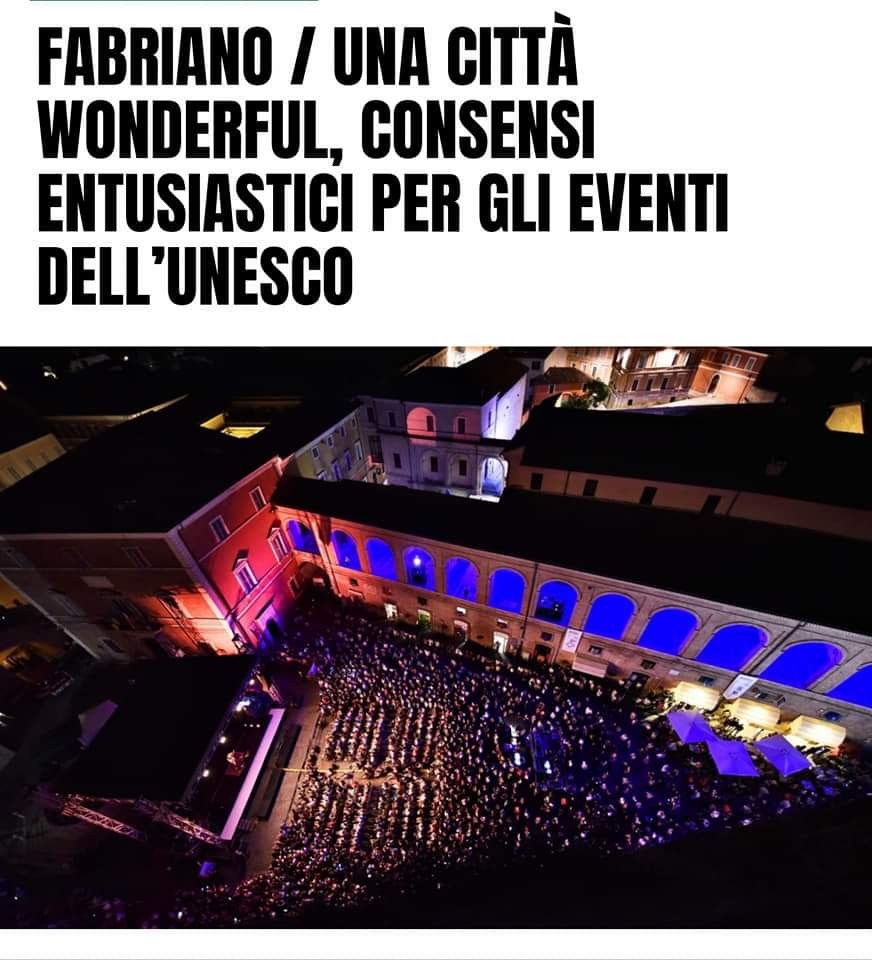 FABRIANO / UNA CITTÀ
WONDERFUL, CONSENSI
ENTUSIASTICI PER GLI EVENTI
DELL’UNESCO